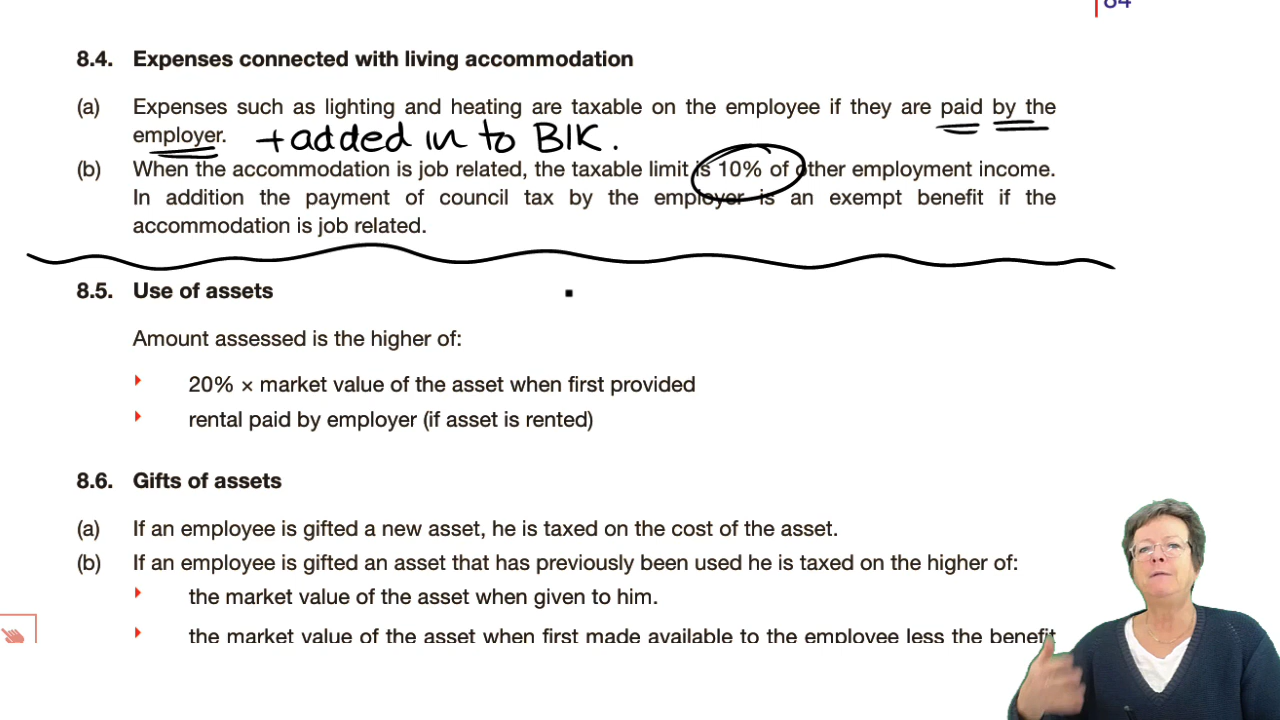 84
8.4. Expenses connected with living accommodation
(a) Expenses such as lighting and heating are taxable on the employee if they are paid by the
employer. + added in to BIK.
(b) When the accommodation is job related, the taxable limit is 10% of other employment income.
In addition the payment of council tax by the employer is an exempt benefit if the
accommodation is job related.
8.5. Use of assets
Amount assessed is the higher of:
20% × market value of the asset when first provided
rental paid by employer (if asset is rented)
8.6. Gifts of assets
(a) If an employee is gifted a new asset, he is taxed on the cost of the asset.
(b) If an employee is gifted an asset that has previously been used he is taxed on the higher of:
the market value of the asset when given to him.
the market value of the asset when first made available to the employee less the benefit